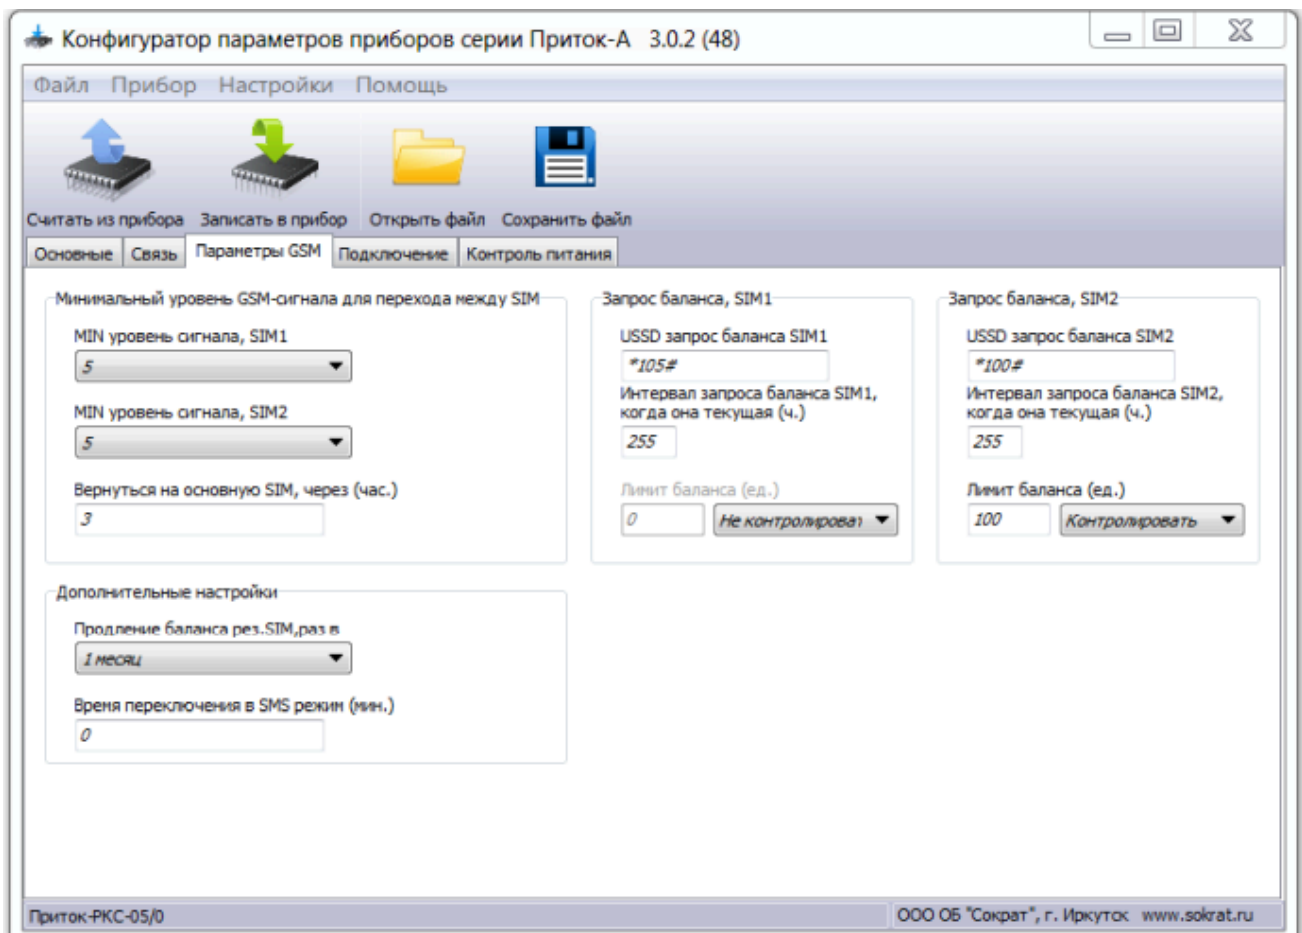 Конфигуратор параметров приборов серии Приток-А 3.0.2 (48)
Файл Прибор Настройки Помощь
Считать из прибора Записать в прибор Открыть файл Сохранить файл
Основные Связь Параметры GSM Подключение Контроль питания
Минимальный уровень GSM-сигнала для перехода между SIM
MIN уровень сигнала, SIM1
5
MIN уровень сигнала, SIM2
5
Вернуться на основную SIM, через (час.)
3
Запрос баланса, SIM1
USSD запрос баланса SIM1
*105#
Интервал запроса баланса SIM1,
когда она текущая (ч.)
255
Лимит баланса (ед.)
0 Не контролироват
Запрос баланса, SIM2
USSD запрос баланса SIM2
*100#
Интервал запроса баланса SIM2,
когда она текущая (ч.)
255
Лимит баланса (ед.)
100 Контролировать
Дополнительные настройки
Продление баланса рез.SIM,раз в
1 месяц
Время переключения в SMS режим (мин.)
0
Приток-РКС-05/0 ООО ОБ "Сократ", г. Иркутск www.sokrat.ru